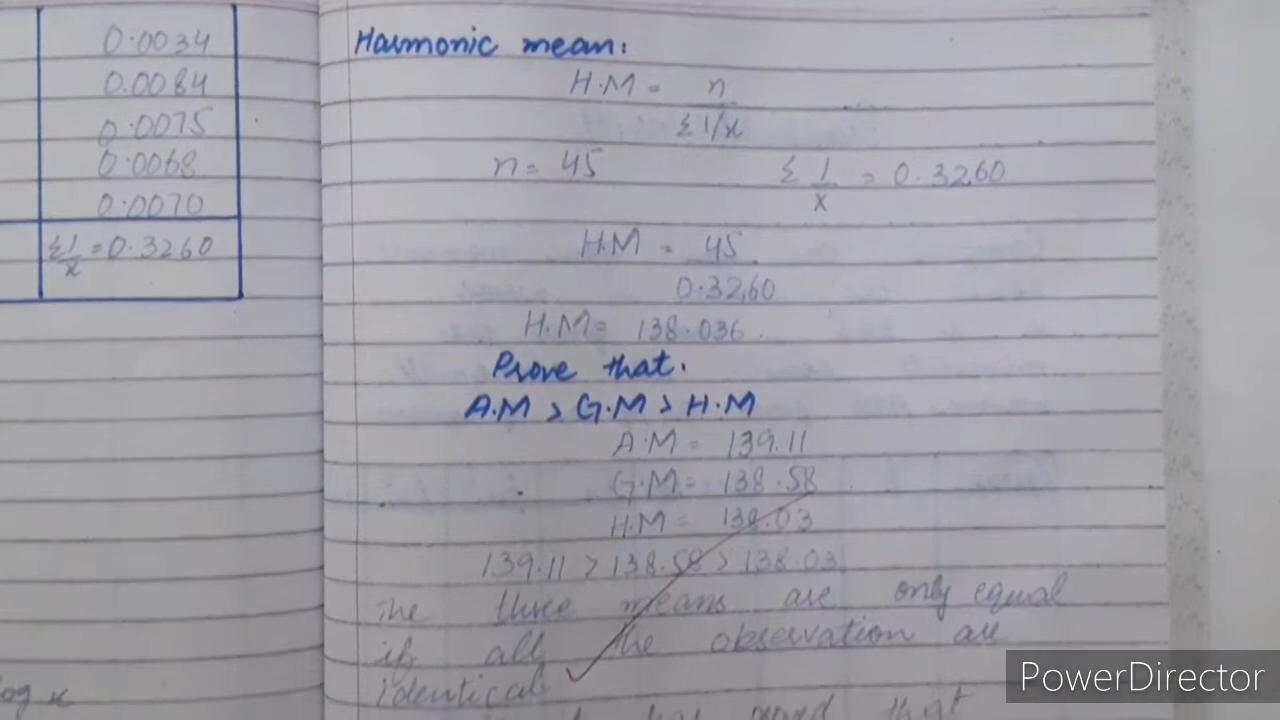 0.0034
0.0084
0.0075
0.0068
0.0070
Σ1/x = 0.3260
log x
Harmonic mean:
H.M = n
Σ1/x
n = 45 Σ 1/x = 0.3260
H.M = 45
0.3260
H.M = 138.036.
Prove that.
A.M > G.M > H.M
A.M = 139.11
G.M = 138.58
H.M = 138.03
139.11 > 138.58 > 138.03
The three means are only equal
if all the observation are
identical
that
PowerDirector